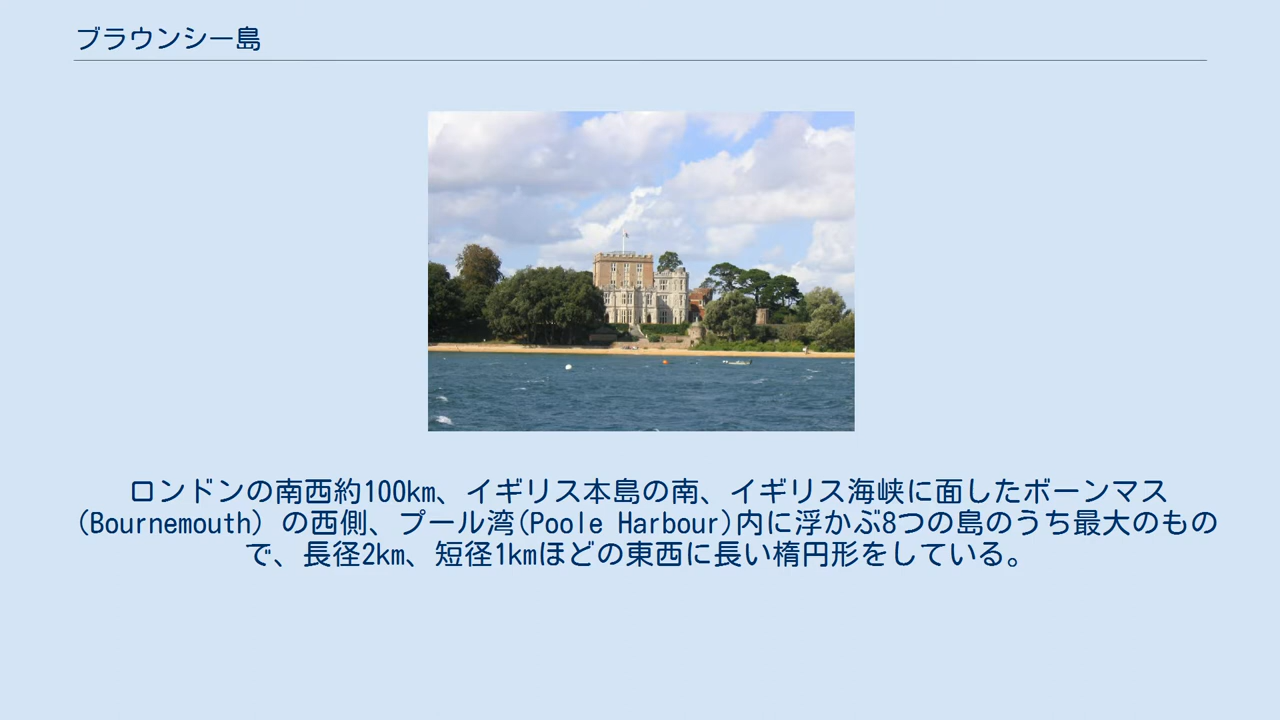 ブラウンシー島
ロンドンの南西約100km、イギリス本島の南、イギリス海峡に面したボーンマス
(Bournemouth) の西側、プール湾(Poole Harbour)内に浮かぶ8つの島のうち最大のもの
で、長径2km、短径1kmほどの東西に長い楕円形をしている。